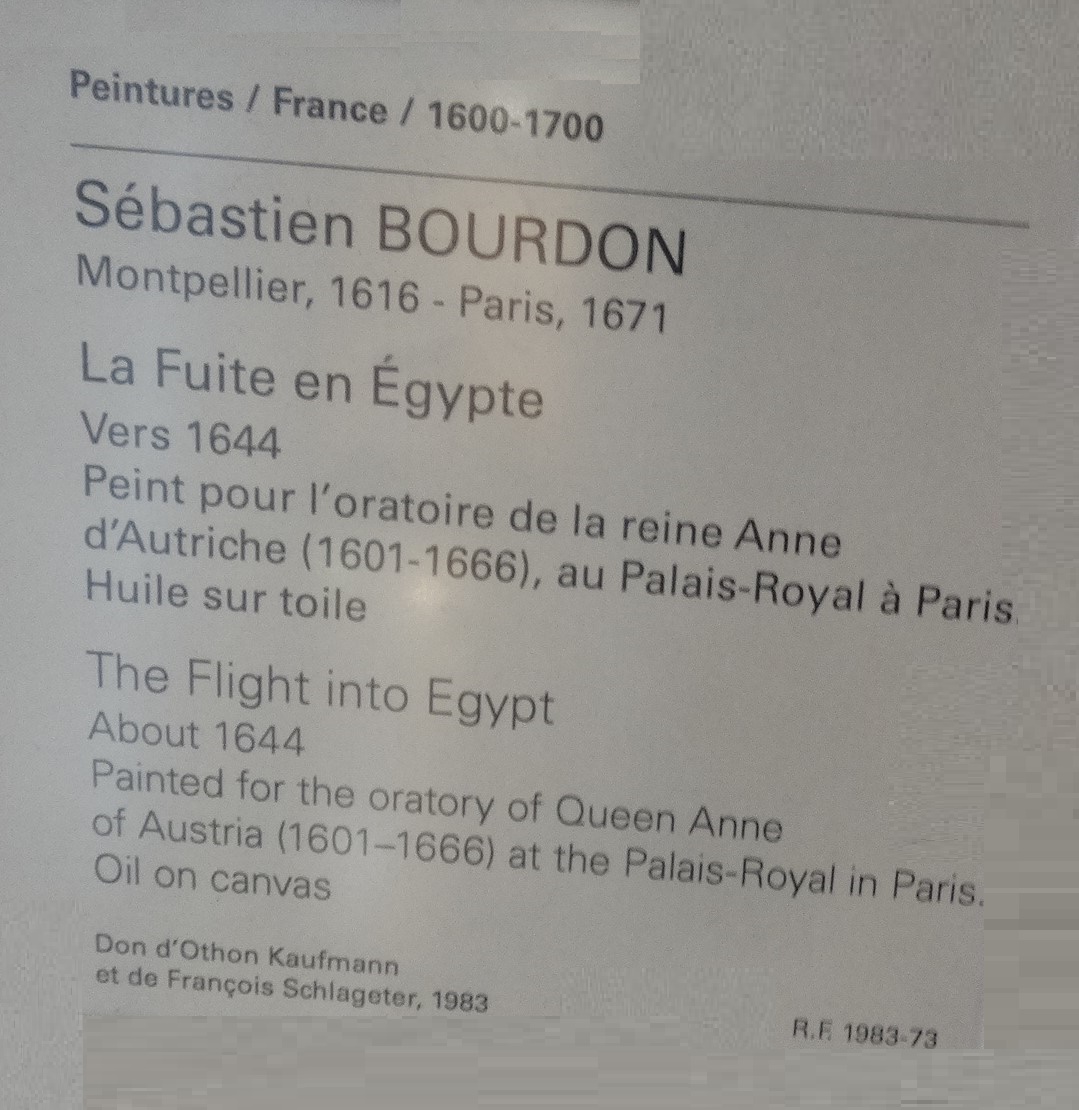 Peintures / France / 1600-1700
Sébastien BOURDON
Montpellier, 1616 - Paris, 1671
La Fuite en Égypte
Vers 1644
Peint pour l'oratoire de la reine Anne
d'Autriche (1601-1666), au Palais-Royal à Paris.
Huile sur toile
The Flight into Egypt
About 1644
Painted for the oratory of Queen Anne
of Austria (1601–1666) at the Palais-Royal in Paris.
Oil on canvas
Don d'Othon Kaufmann
et de François Schlageter, 1983
R.F. 1983-73